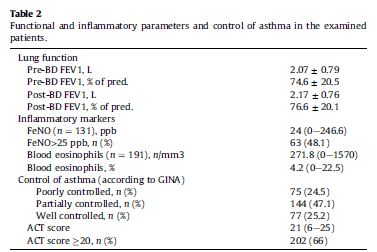 Table 2
Functional and inflammatory parameters and control of asthma in the examined
patients.
Lung function
Pre-BD FEV1, L 2.07 ± 0.79
Pre-BD FEV1, % of pred. 74.6 ± 20.5
Post-BD FEV1, L 2.17 ± 0.76
Post-BD FEV1, % of pred. 76.6 ± 20.1
Inflammatory markers
FeNO (n = 131), ppb 24 (0–246.6)
FeNO>25 ppb, n (%) 63 (48.1)
Blood eosinophils (n = 191), n/mm3 271.8 (0–1570)
Blood eosinophils, % 4.2 (0–22.5)
Control of asthma (according to GINA)
Poorly controlled, n (%) 75 (24.5)
Partially controlled, n (%) 144 (47.1)
Well controlled, n (%) 77 (25.2)
ACT score 21 (6–25)
ACT score ≥20, n (%) 202 (66)